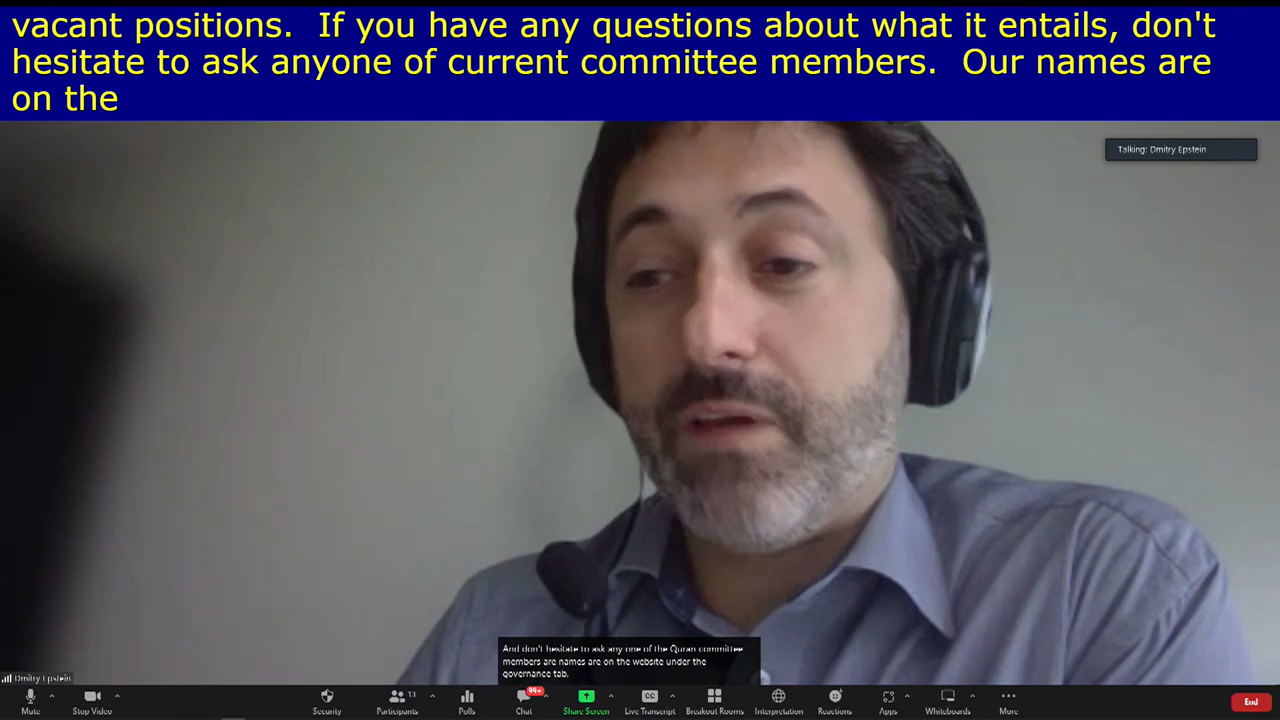 vacant positions.  If you have any questions about what it entails, don't
hesitate to ask anyone of current committee members.  Our names are
on the
Talking: Dmitry Epstein
And don't hesitate to ask any one of the Quran committee
members are names are on the website under the
governance tab.
Dmitry Epstein
Mute
Stop Video
Security
Participants
Polls
Chat
99+
Share Screen
Live Transcript
Breakout Rooms
Interpretation
Reactions
Apps
Whiteboards
More
End